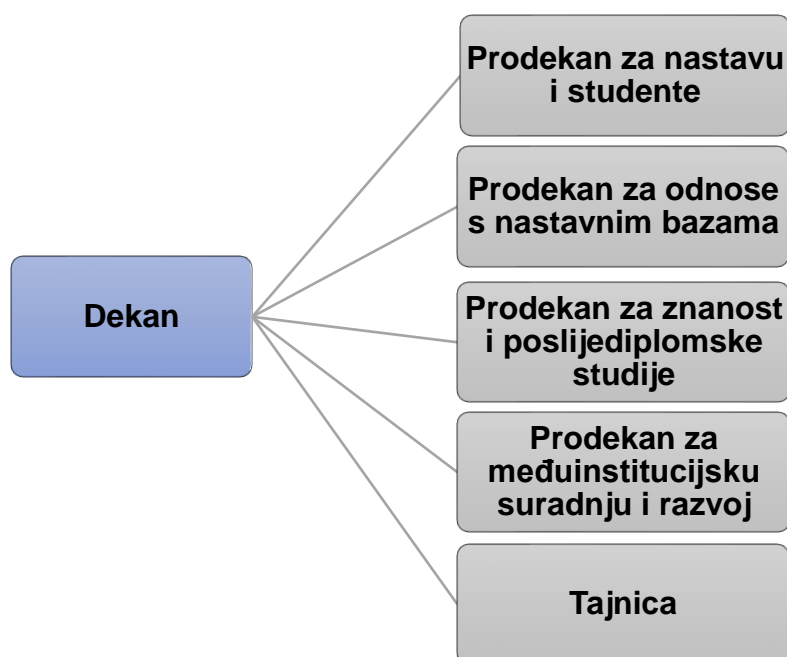 Dekan
Prodekan za nastavu
i studente
Prodekan za odnose
s nastavnim bazama
Prodekan za znanost
i poslijediplomske
studije
Prodekan za
međuinstitucijsku
suradnju i razvoj
Tajnica